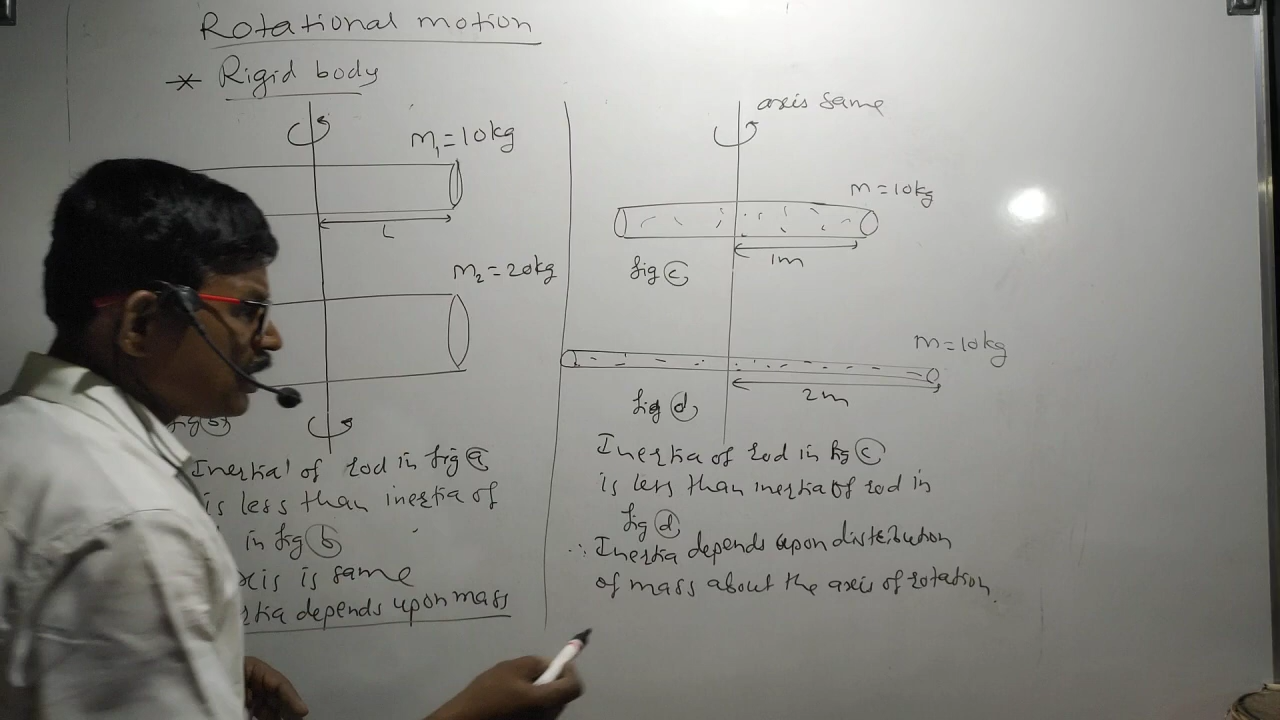 Rotational motion
* Rigid body
m₁ = 10kg
L
m₂ = 20kg
Inertia of rod in fig a
is less than inertia of
in fig b
is same
depends upon mass
axis same
m = 10kg
1m
fig c
m = 10kg
2m
fig d
Inertia of rod in fig c
is less than inertia of rod in
fig d
∴ Inertia depends upon distribution
of mass about the axis of rotation.